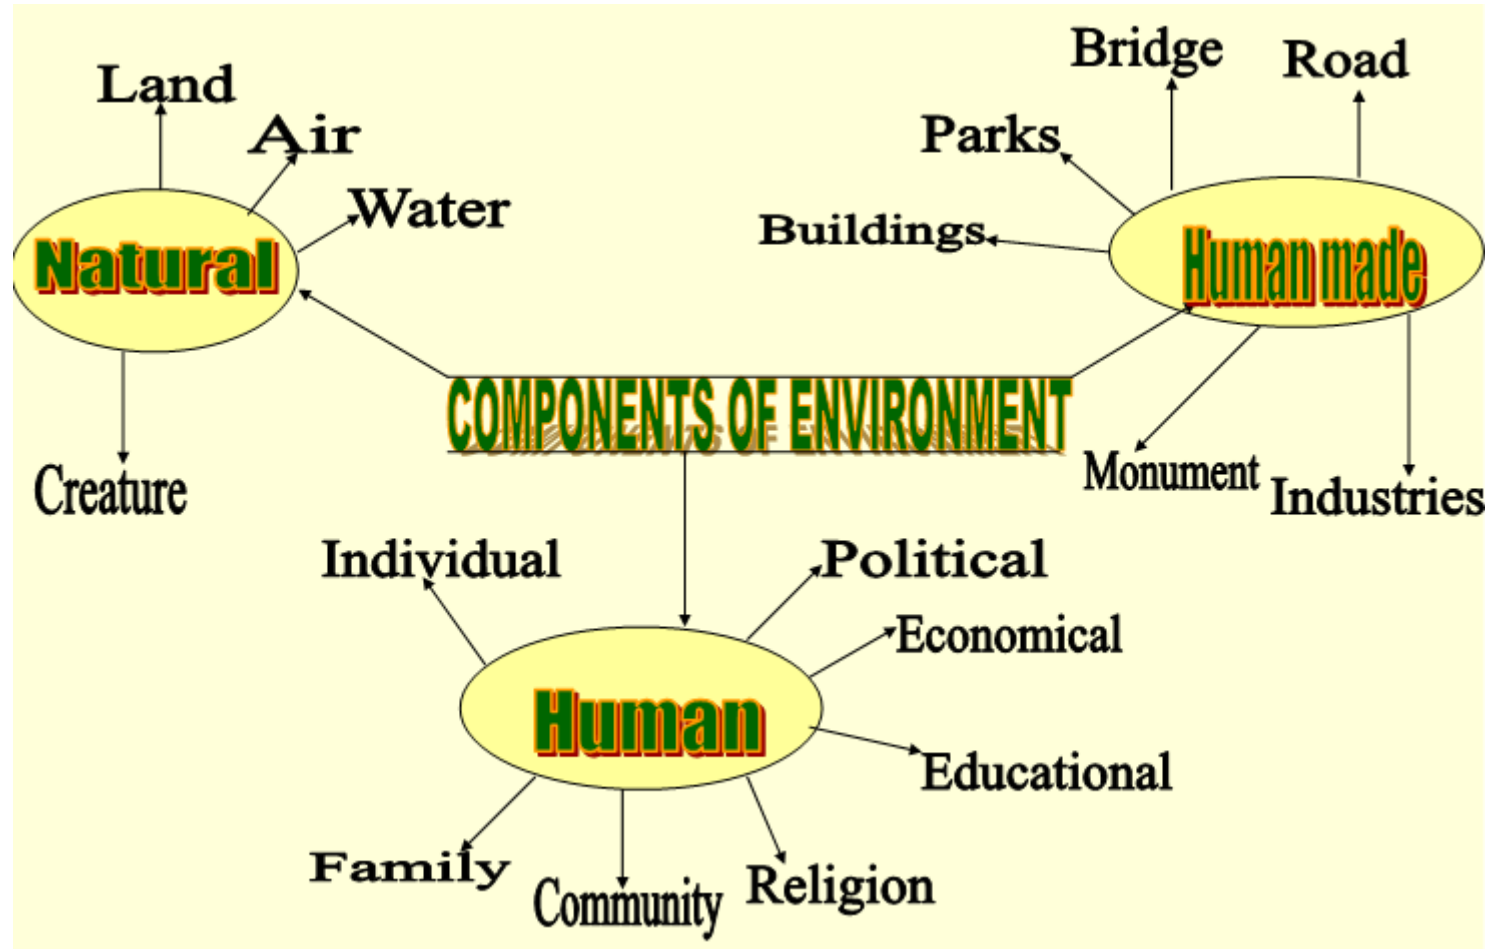 Bridge
Road
Land
Air
Parks
Water
Buildings
Natural
Human made
COMPONENTS OF ENVIRONMENT
Creature
Monument
Industries
Individual
Political
Economical
Human
Educational
Family
Community
Religion